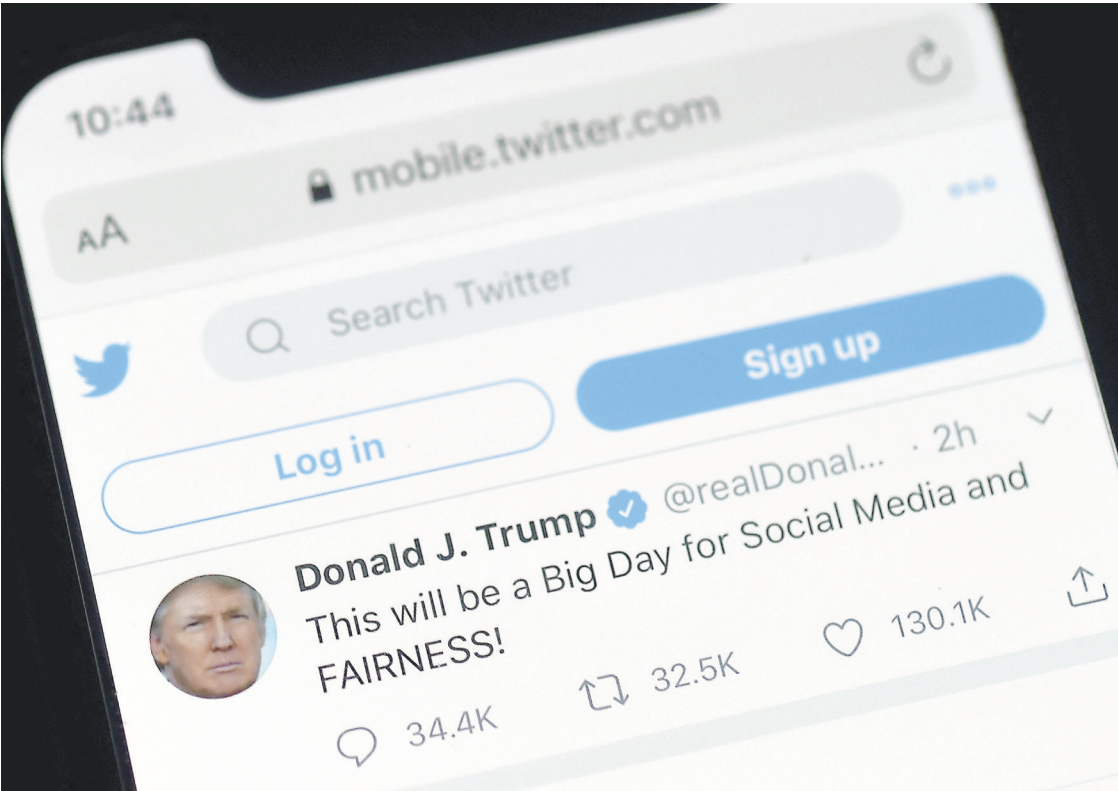 10:44
AA mobile.twitter.com
Search Twitter
Log in
Sign up
Donald J. Trump @realDonal... · 2h
This will be a Big Day for Social Media and
FAIRNESS!
34.4K 32.5K 130.1K